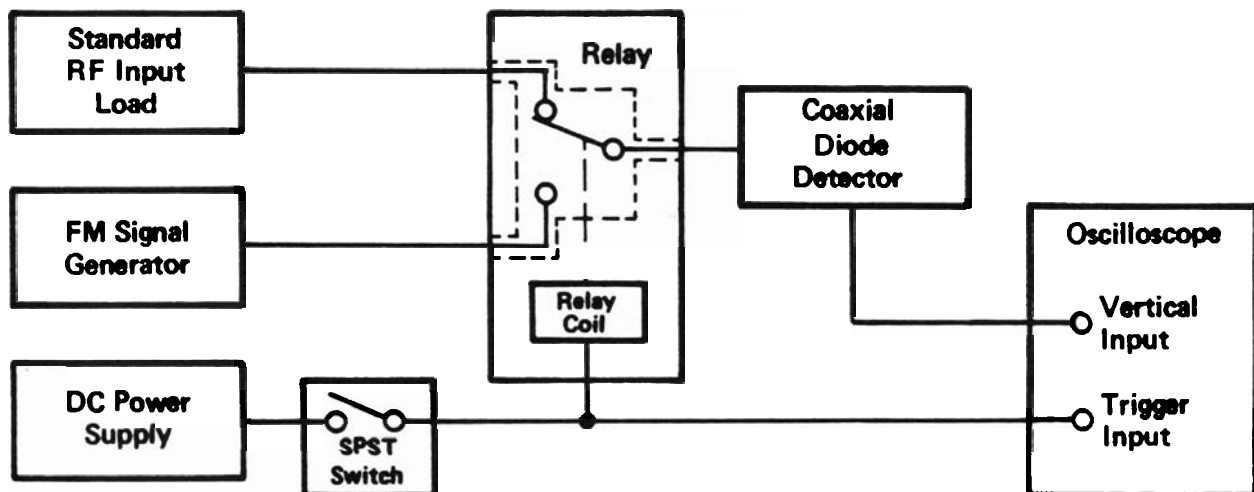 Standard
RF Input
Load
Relay
Coaxial
Diode
Detector
FM Signal
Generator
Oscilloscope
Relay
Coil
Vertical
Input
DC Power
Supply
SPST
Switch
Trigger
Input